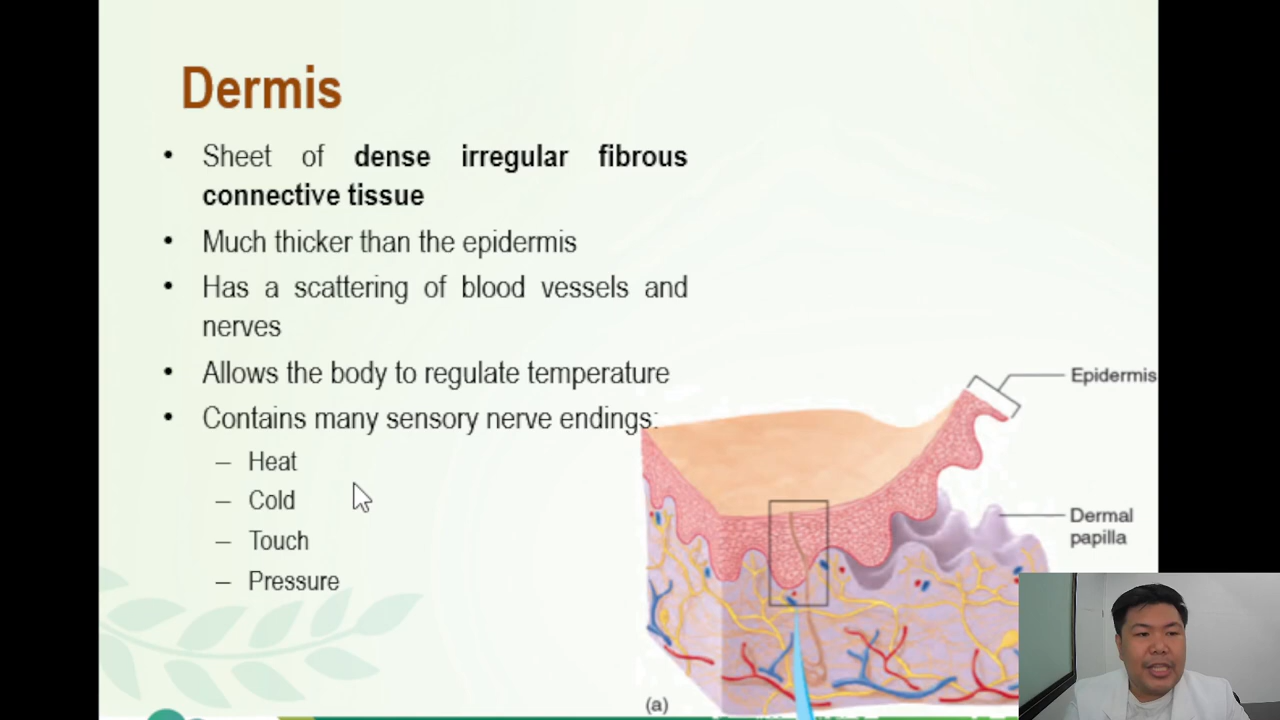 Dermis
• Sheet of dense irregular fibrous
connective tissue
• Much thicker than the epidermis
• Has a scattering of blood vessels and
nerves
• Allows the body to regulate temperature
• Contains many sensory nerve endings:
– Heat
– Cold
– Touch
– Pressure
Epidermis
Dermal
papilla
(a)